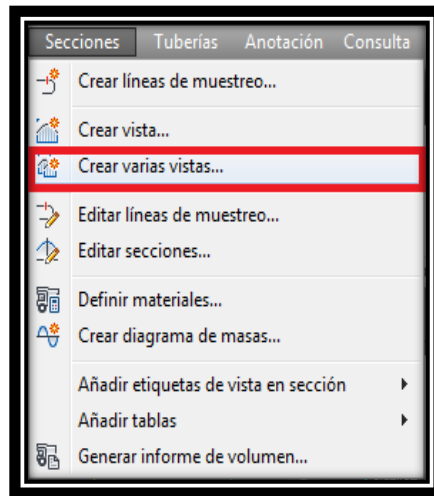 Secciones Tuberías Anotación Consulta
Crear líneas de muestreo...
Crear vista...
Crear varias vistas...
Editar líneas de muestreo...
Editar secciones...
Definir materiales...
Crear diagrama de masas...
Añadir etiquetas de vista en sección
Añadir tablas
Generar informe de volumen...